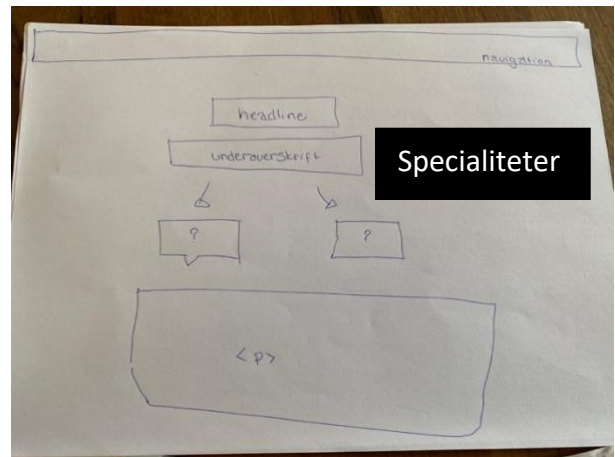 navigation
headline
underoverskrift
Specialiteter
?
?
<p>